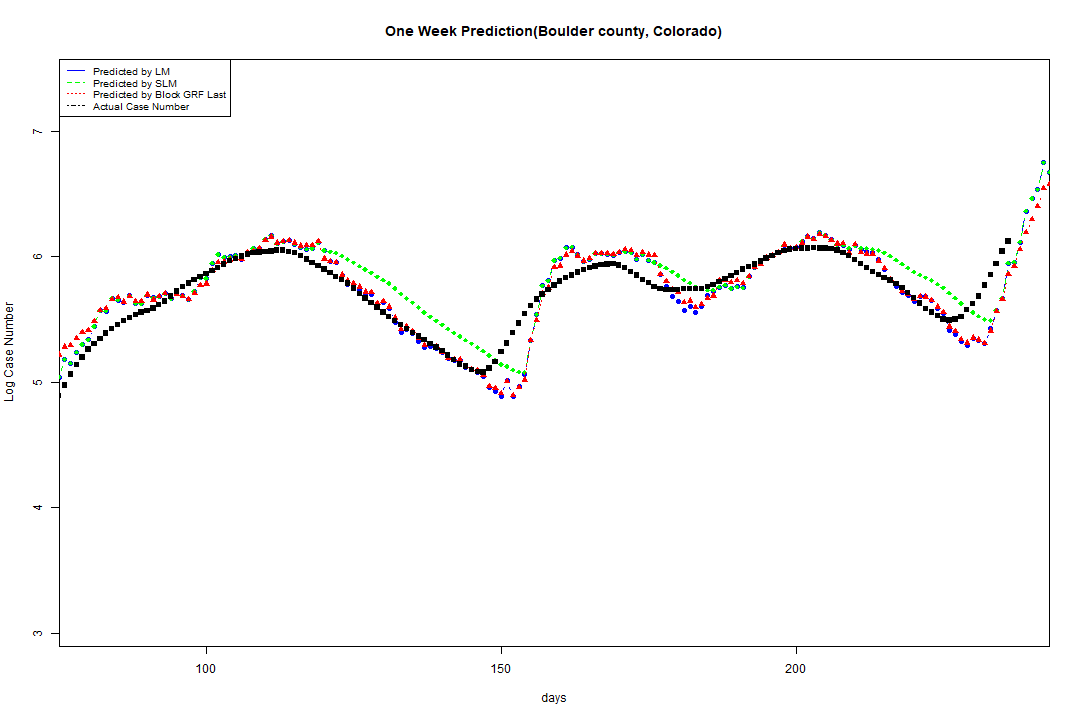 One Week Prediction(Boulder county, Colorado)
Predicted by LM
Predicted by SLM
Predicted by Block GRF Last
Actual Case Number
7
6
5
4
3
Log Case Number
100 150 200
days